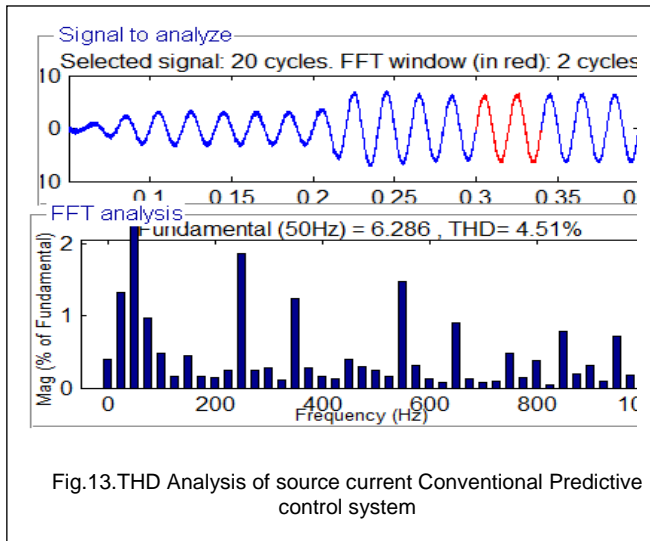 Signal to analyze
Selected signal: 20 cycles. FFT window (in red): 2 cycles
10
0
10
0.1 0.15 0.2 0.25 0.3 0.35
FFT analysis
Fundamental (50Hz) = 6.286 , THD= 4.51%
2
1
0
Mag (% of Fundamental)
0 200 400 600 800
Frequency (Hz)
Fig.13.THD Analysis of source current Conventional Predictive
control system